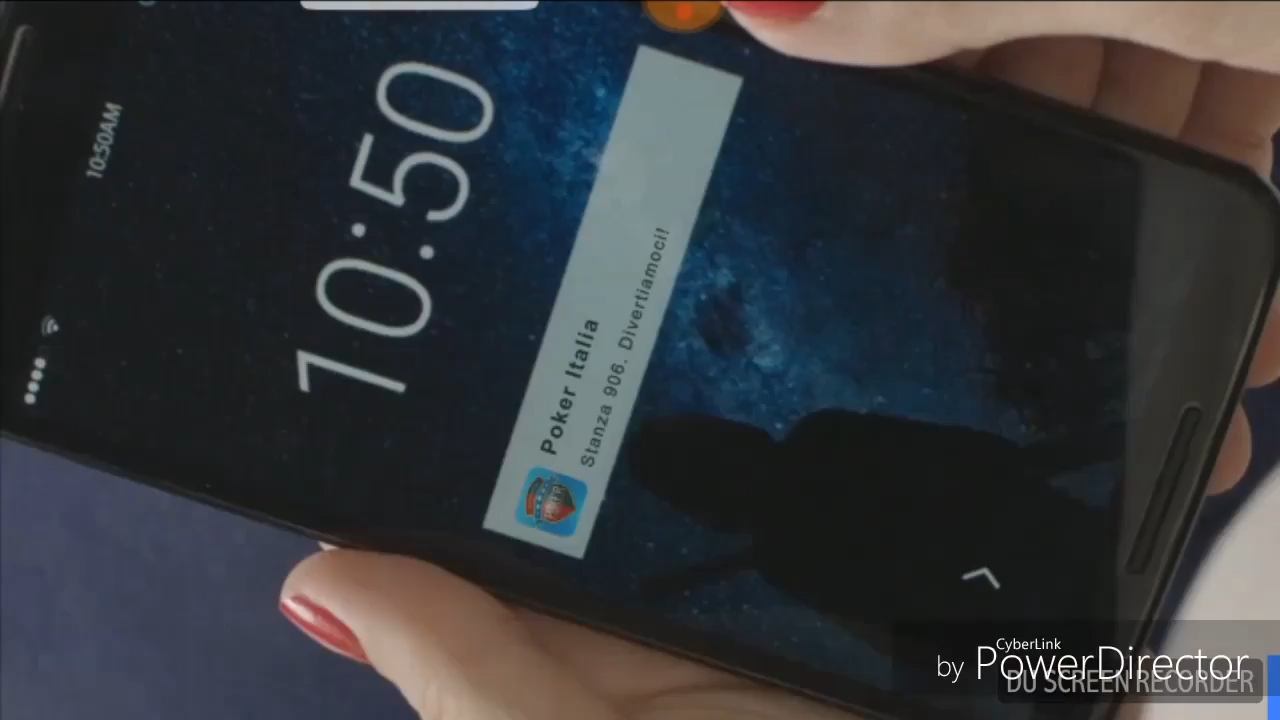 10:50AM
10:50
Poker Italia
Stanza 906. Divertiamoci!
CyberLink
by PowerDirector
DU SCREEN RECORDER